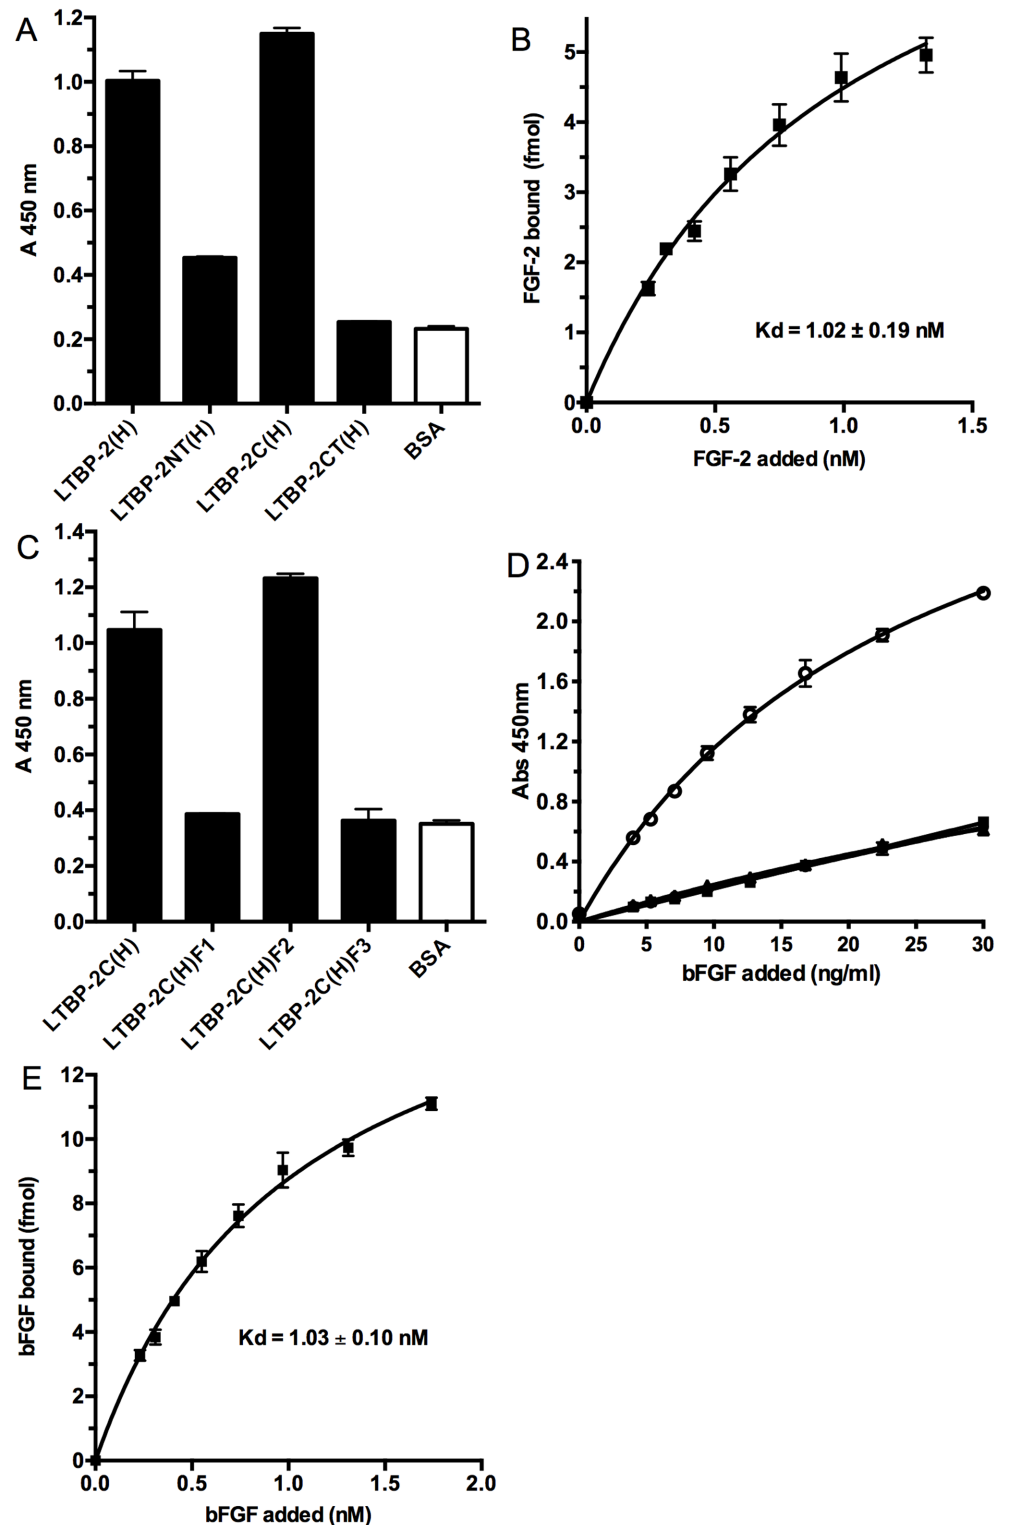 A
1.2
1.0
0.8
0.6
0.4
0.2
0.0
A 450 nm
LTBP-2(H)
LTBP-2NT(H)
LTBP-2C(H)
LTBP-2CT(H)
BSA
B
5
4
3
2
1
0
FGF-2 bound (fmol)
Kd = 1.02 ± 0.19 nM
0.0 0.5 1.0 1.5
FGF-2 added (nM)
C
1.4
1.2
1.0
0.8
0.6
0.4
0.2
0.0
A 450 nm
LTBP-2C(H)
LTBP-2C(H)F1
LTBP-2C(H)F2
LTBP-2C(H)F3
BSA
D
2.4
2.0
1.6
1.2
0.8
0.4
0.0
Abs 450nm
0 5 10 15 20 25 30
bFGF added (ng/ml)
E
12
10
8
6
4
2
0
bFGF bound (fmol)
Kd = 1.03 ± 0.10 nM
0.0 0.5 1.0 1.5 2.0
bFGF added (nM)